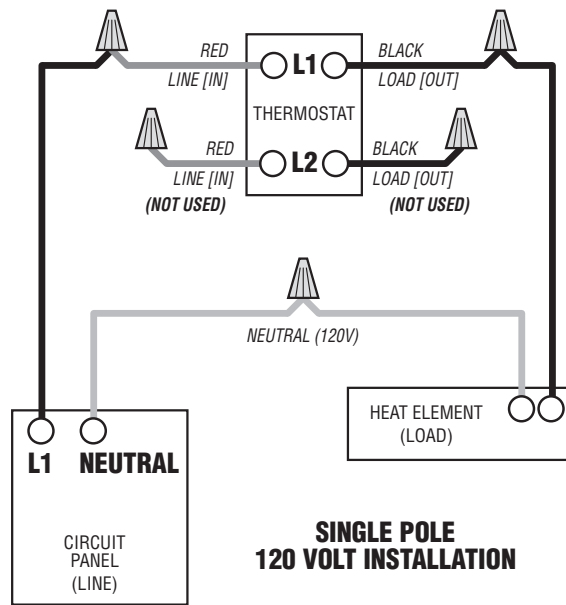 RED
L1
BLACK
LINE [IN]
LOAD [OUT]
THERMOSTAT
RED
L2
BLACK
LINE [IN]
LOAD [OUT]
(NOT USED)
(NOT USED)
NEUTRAL (120V)
HEAT ELEMENT
(LOAD)
L1 NEUTRAL
CIRCUIT
PANEL
(LINE)
SINGLE POLE
120 VOLT INSTALLATION